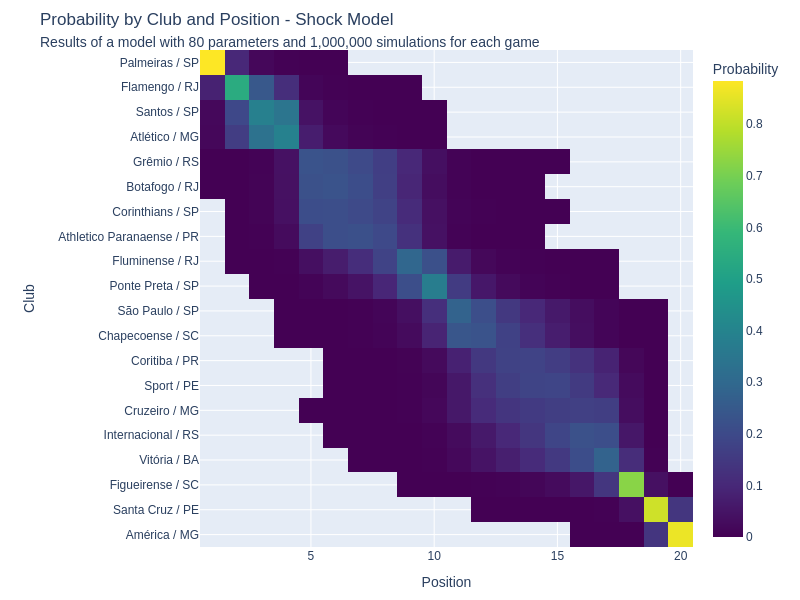 Probability by Club and Position - Shock Model
Results of a model with 80 parameters and 1,000,000 simulations for each game
Palmeiras / SP
Flamengo / RJ
Santos / SP
Atlético / MG
Grêmio / RS
Botafogo / RJ
Corinthians / SP
Athletico Paranaense / PR
Fluminense / RJ
Ponte Preta / SP
São Paulo / SP
Chapecoense / SC
Coritiba / PR
Sport / PE
Cruzeiro / MG
Internacional / RS
Vitória / BA
Figueirense / SC
Santa Cruz / PE
América / MG
Club
5
10
15
20
Position
Probability
0.8
0.7
0.6
0.5
0.4
0.3
0.2
0.1
0